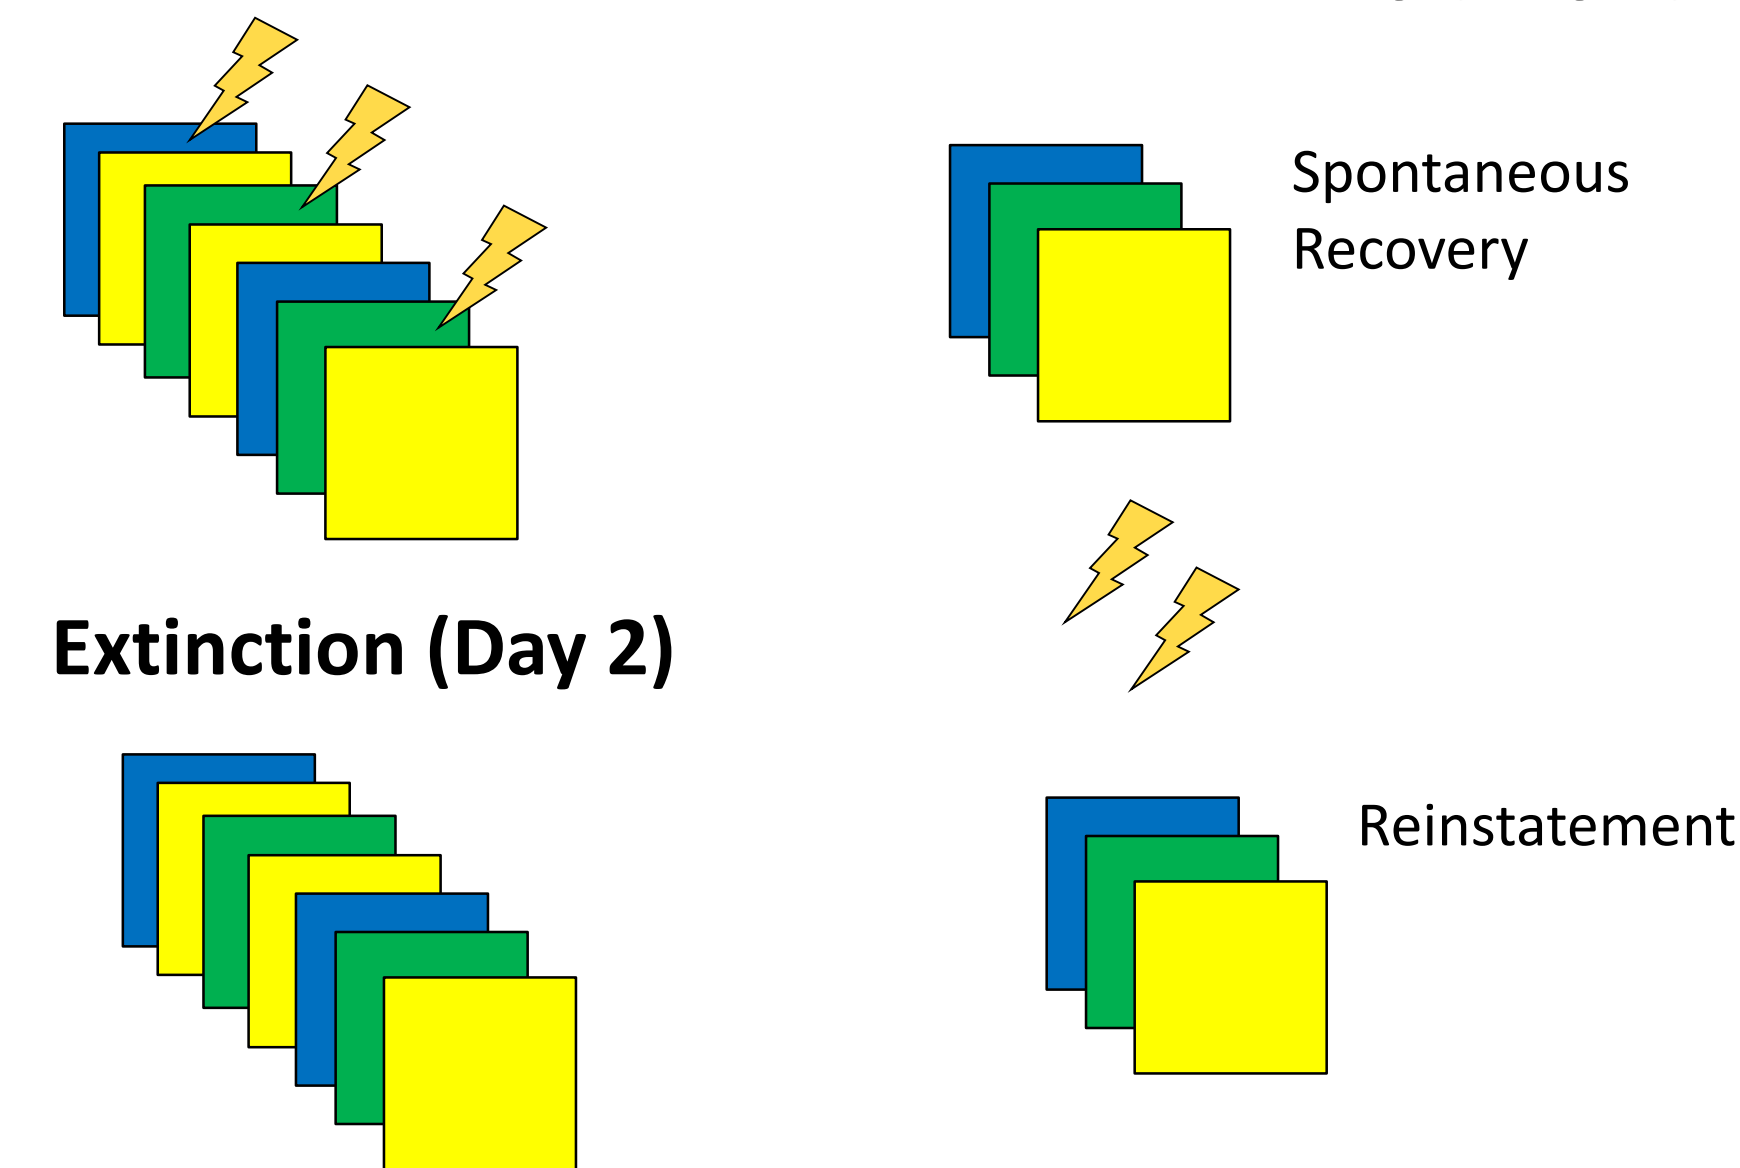 Spontaneous
Recovery
Extinction (Day 2)
Reinstatement